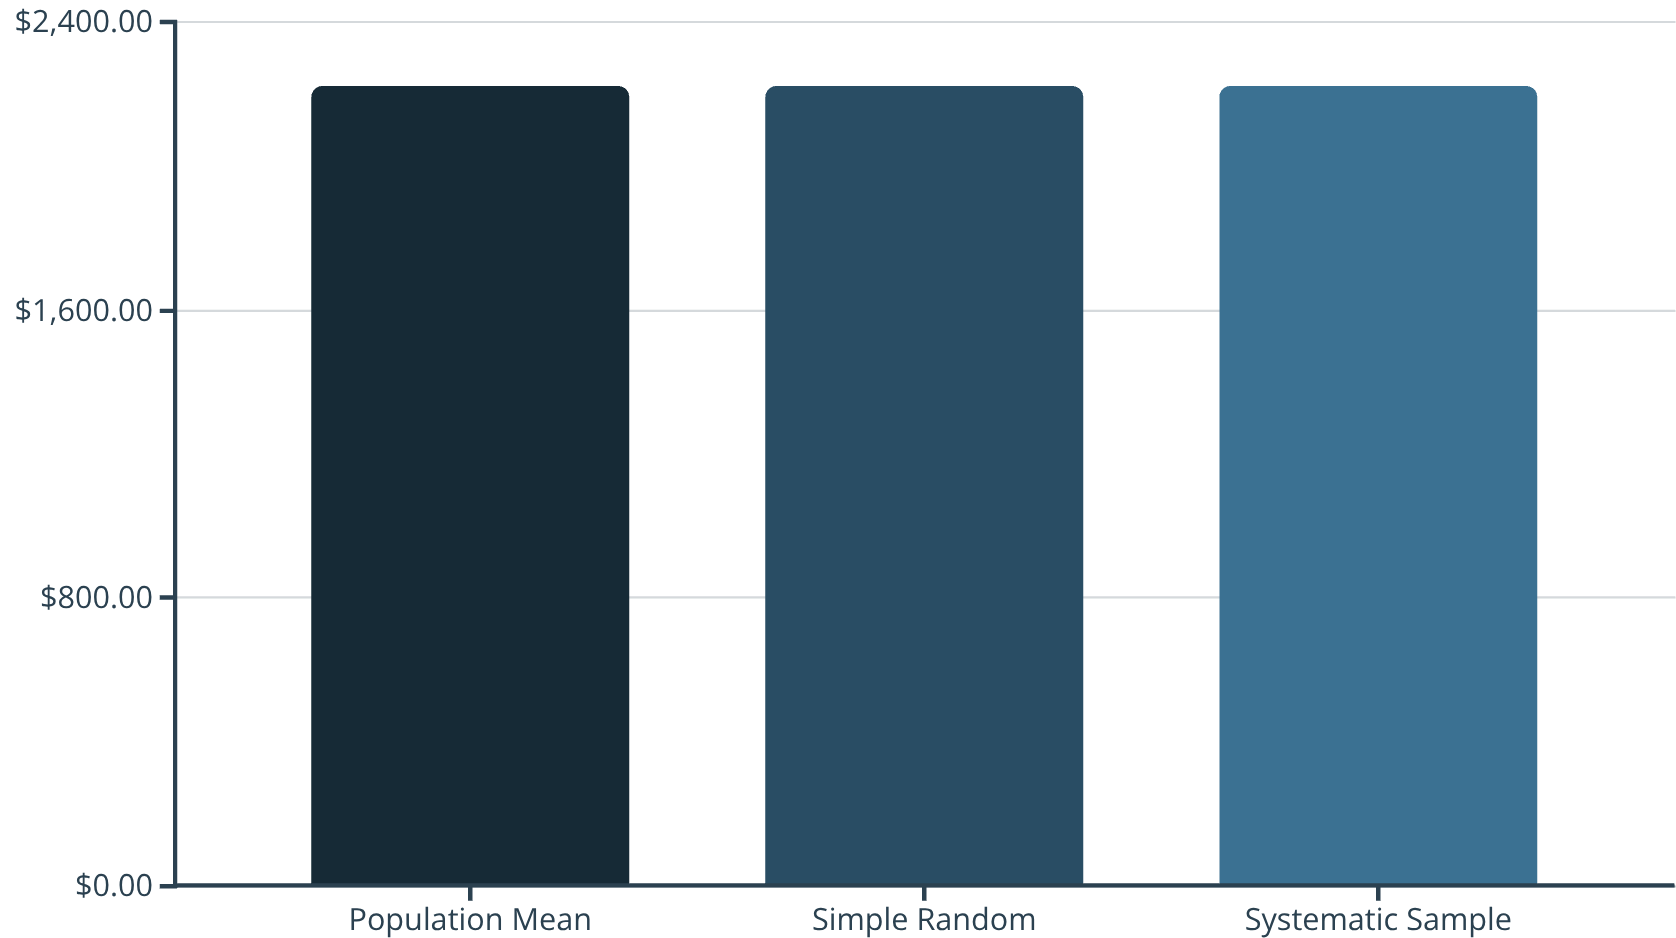 $2,400.00
$1,600.00
$800.00
$0.00
Population Mean
Simple Random
Systematic Sample